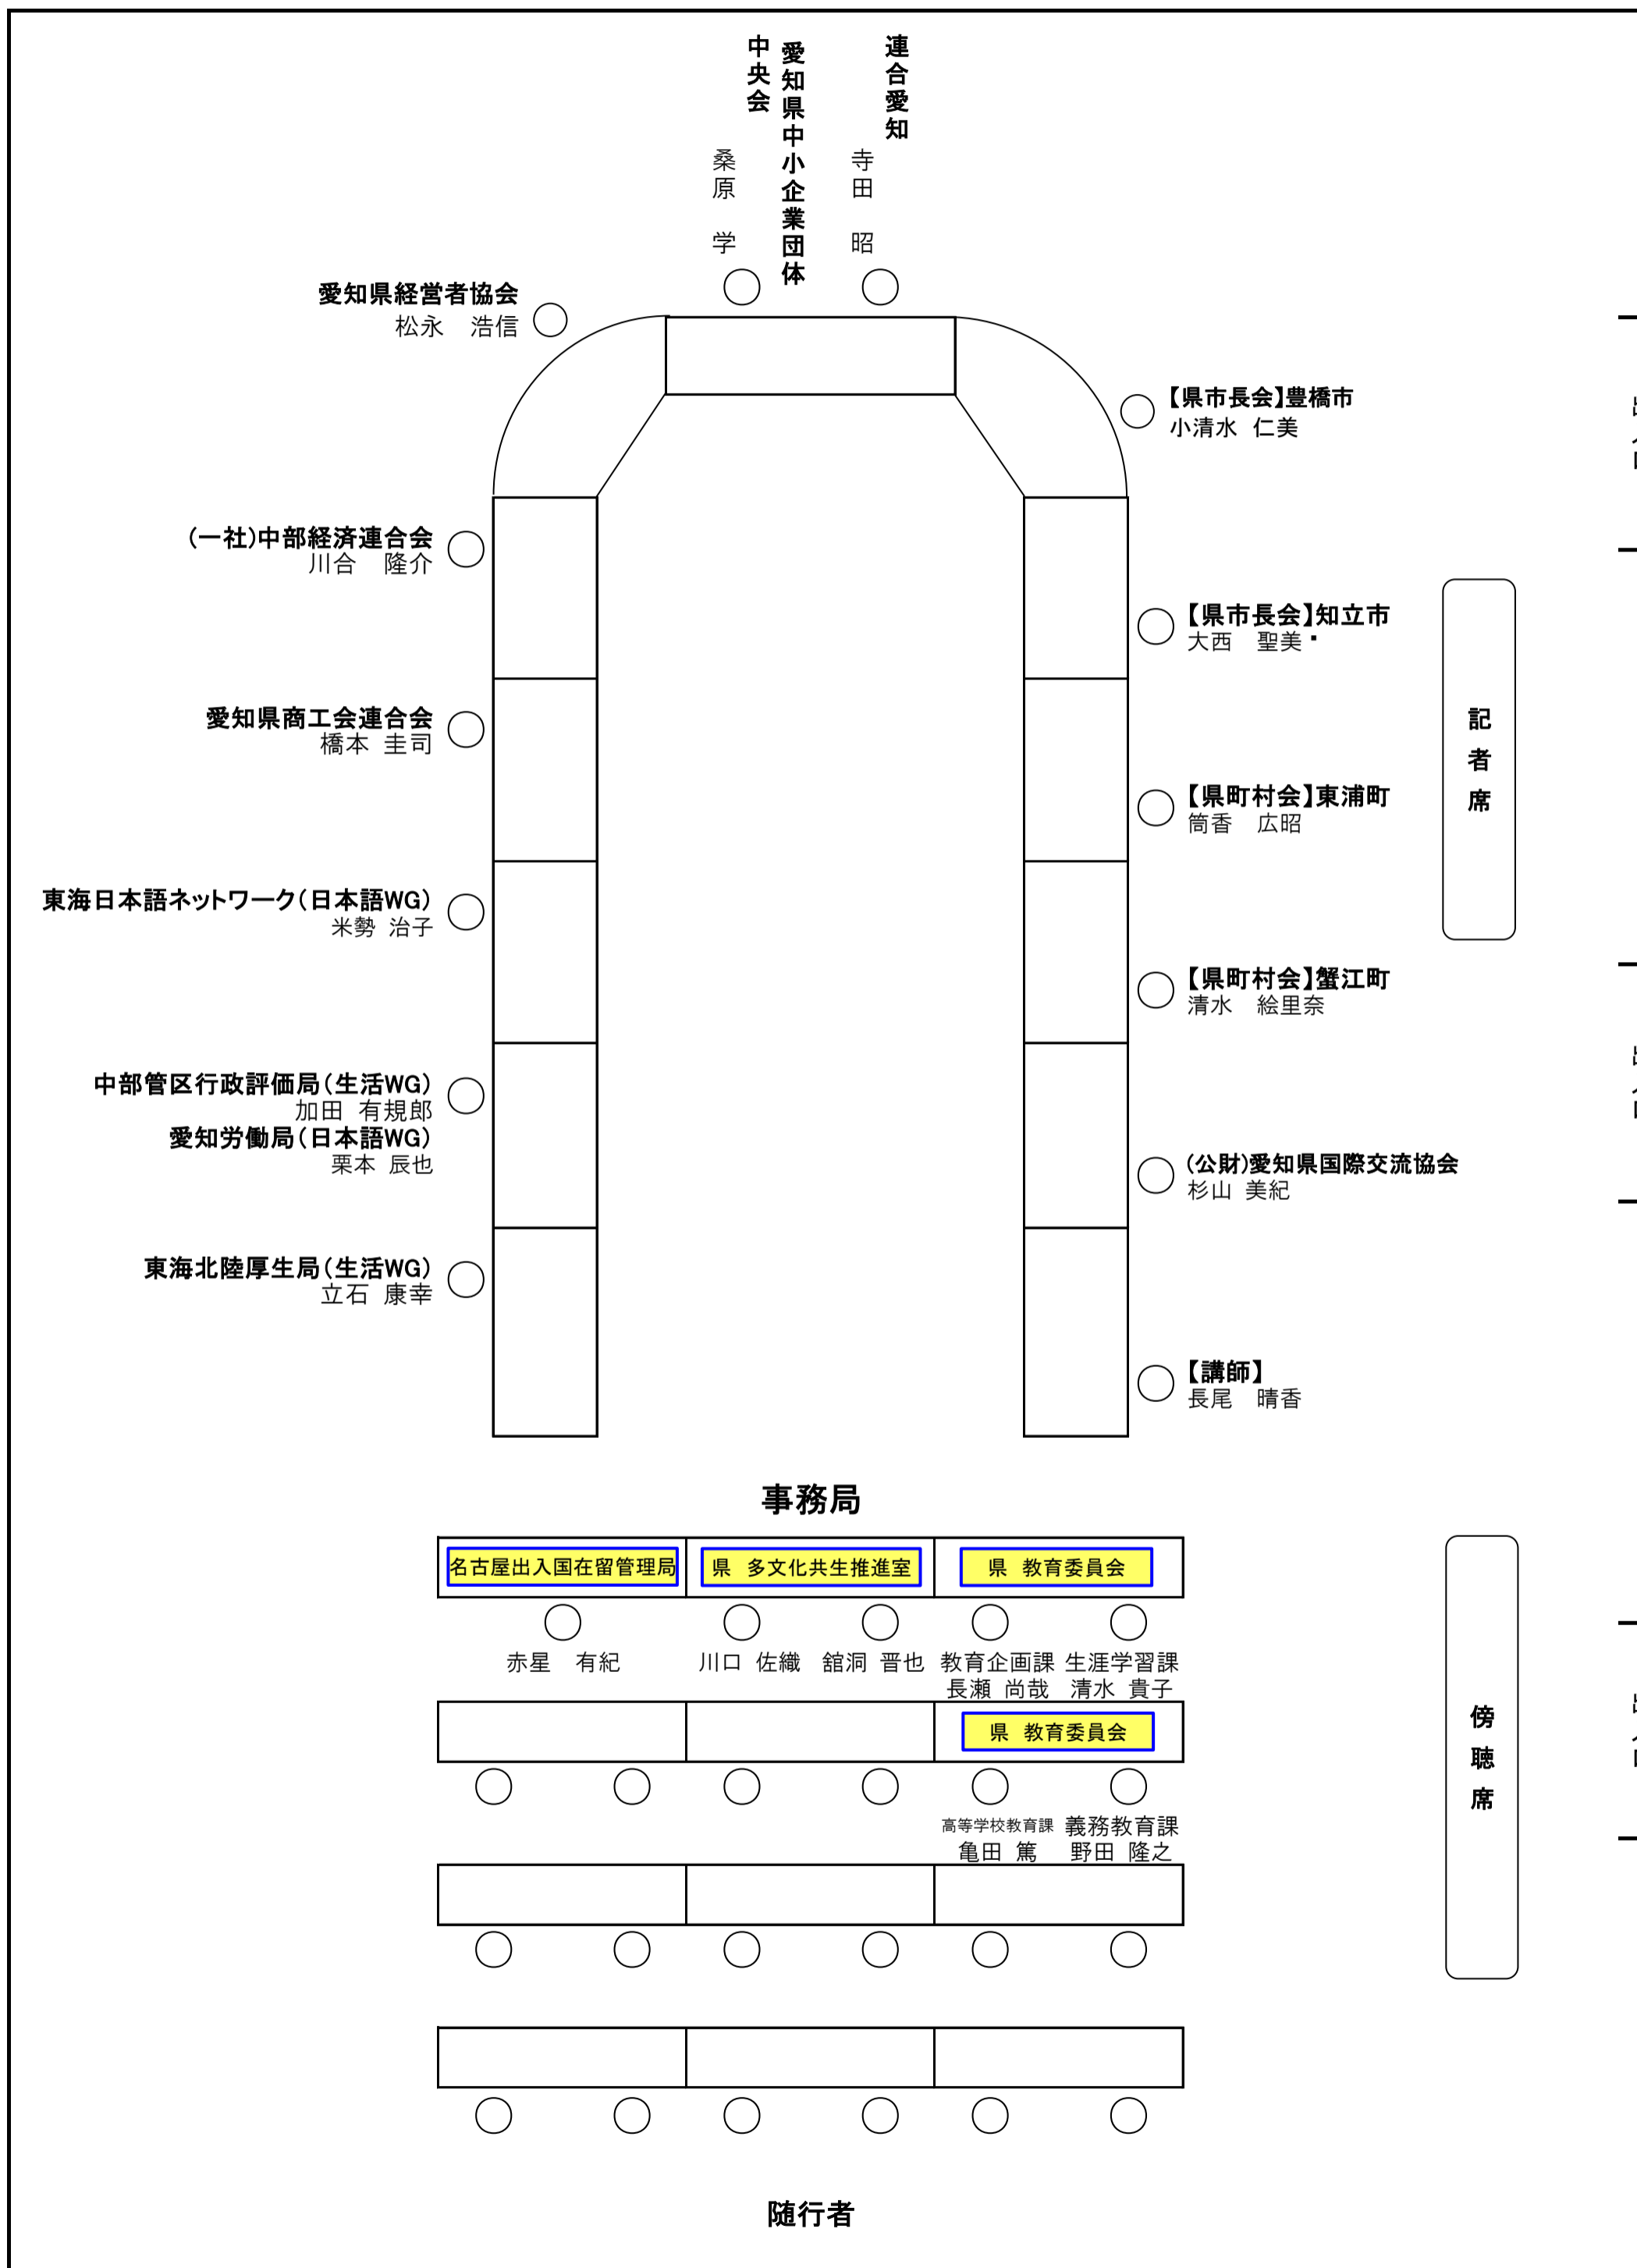 連合愛知
寺田　昭
愛知県中小企業団体
中央会
桑原　学
愛知県経営者協会
松永　浩信
【県市長会】豊橋市
小清水 仁美
（一社）中部経済連合会
川合　隆介
【県市長会】知立市
大西　聖美
愛知県商工会連合会
橋本 圭司
【県町村会】東浦町
筒香　広昭
記者席
東海日本語ネットワーク（日本語WG）
米勢 治子
【県町村会】蟹江町
清水　絵里奈
中部管区行政評価局（生活WG）
加田 有規郎
愛知労働局（日本語WG）
栗本 辰也
（公財）愛知県国際交流協会
杉山 美紀
東海北陸厚生局（生活WG）
立石 康幸
【講師】
長尾　晴香
事務局
名古屋出入国在留管理局
県 多文化共生推進室
県 教育委員会
赤星　有紀
川口 佐織
舘洞 晋也
教育企画課
長瀬 尚哉
生涯学習課
清水 貴子
県 教育委員会
高等学校教育課
亀田 篤
義務教育課
野田 隆之
傍聴席
随行者